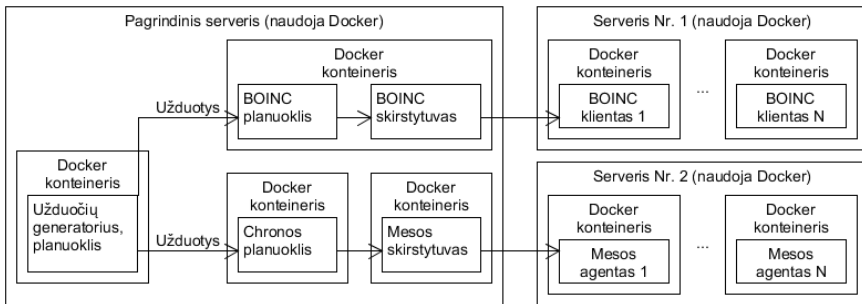 Pagrindinis serveris (naudoja Docker)
Docker
konteineris
BOINC
planuoklis
BOINC
skirstytuvas
Užduotys
Docker
konteineris
Užduočių
generatorius,
planuoklis
Užduotys
Docker
konteineris
Chronos
planuoklis
Docker
konteineris
Mesos
skirstytuvas
Serveris Nr. 1 (naudoja Docker)
Docker
konteineris
BOINC
klientas 1
...
Docker
konteineris
BOINC
klientas N
Serveris Nr. 2 (naudoja Docker)
Docker
konteineris
Mesos
agentas 1
...
Docker
konteineris
Mesos
agentas N